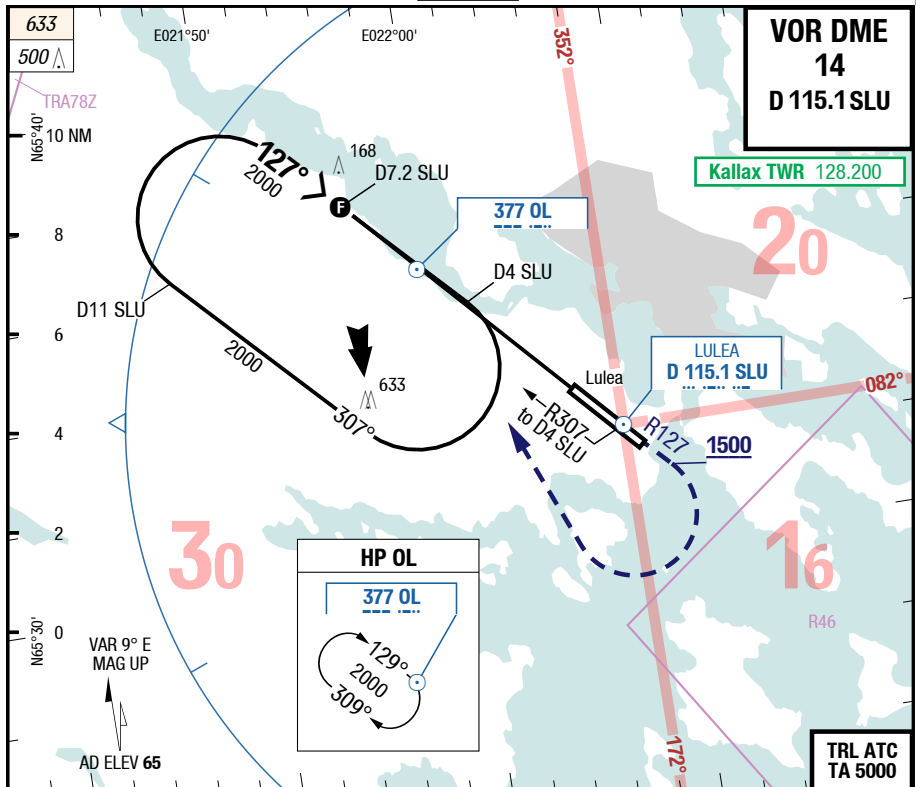 633
500
E021°50'
E022°00'
352°
VOR DME
14
D 115.1 SLU
TRA78Z
N65°40'
10 NM
127°
2000
168
D7.2 SLU
F
Kallax TWR 128.200
377 OL
20
8
D4 SLU
D11 SLU
6
2000
633
307°
LULEA
D 115.1 SLU
Lulea
082°
R307
to D4 SLU
R127
1500
4
2
30
16
HP OL
377 OL
129°
2000
309°
R46
N65°30'
0
VAR 9° E
MAG UP
AD ELEV 65
172°
TRL ATC
TA 5000